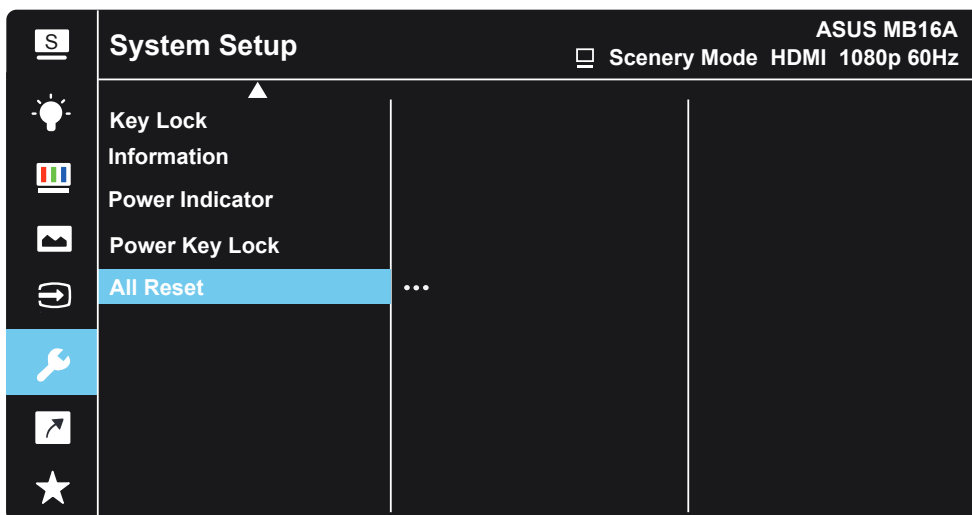 S
System Setup
ASUS MB16A
Scenery Mode HDMI 1080p 60Hz
Key Lock
Information
Power Indicator
Power Key Lock
All Reset
...